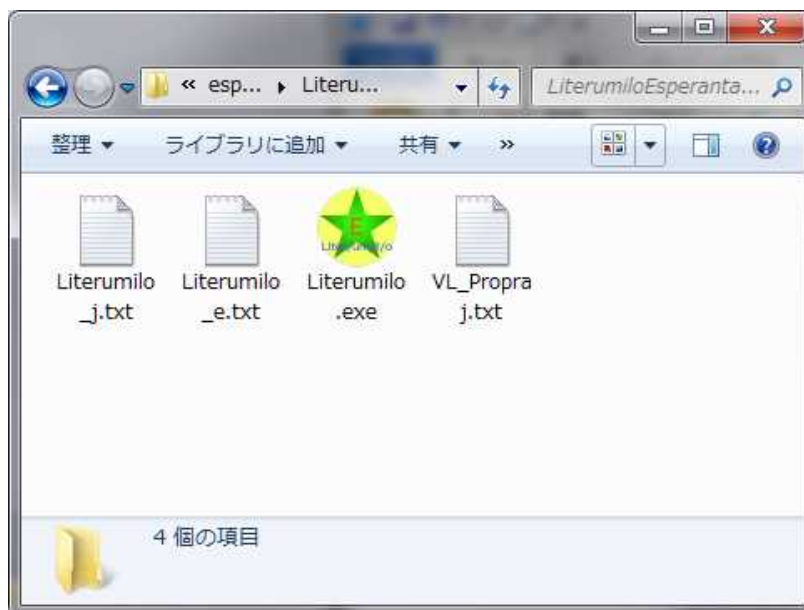 « esp... ▸ Literu...
LiterumiloEsperanta...
整理 ▼ ライブラリに追加 ▼ 共有 ▼ »
Literumilo
_j.txt
Literumilo
_e.txt
E
Literumilo
Literumilo
.exe
VL_Propra
j.txt
4 個の項目